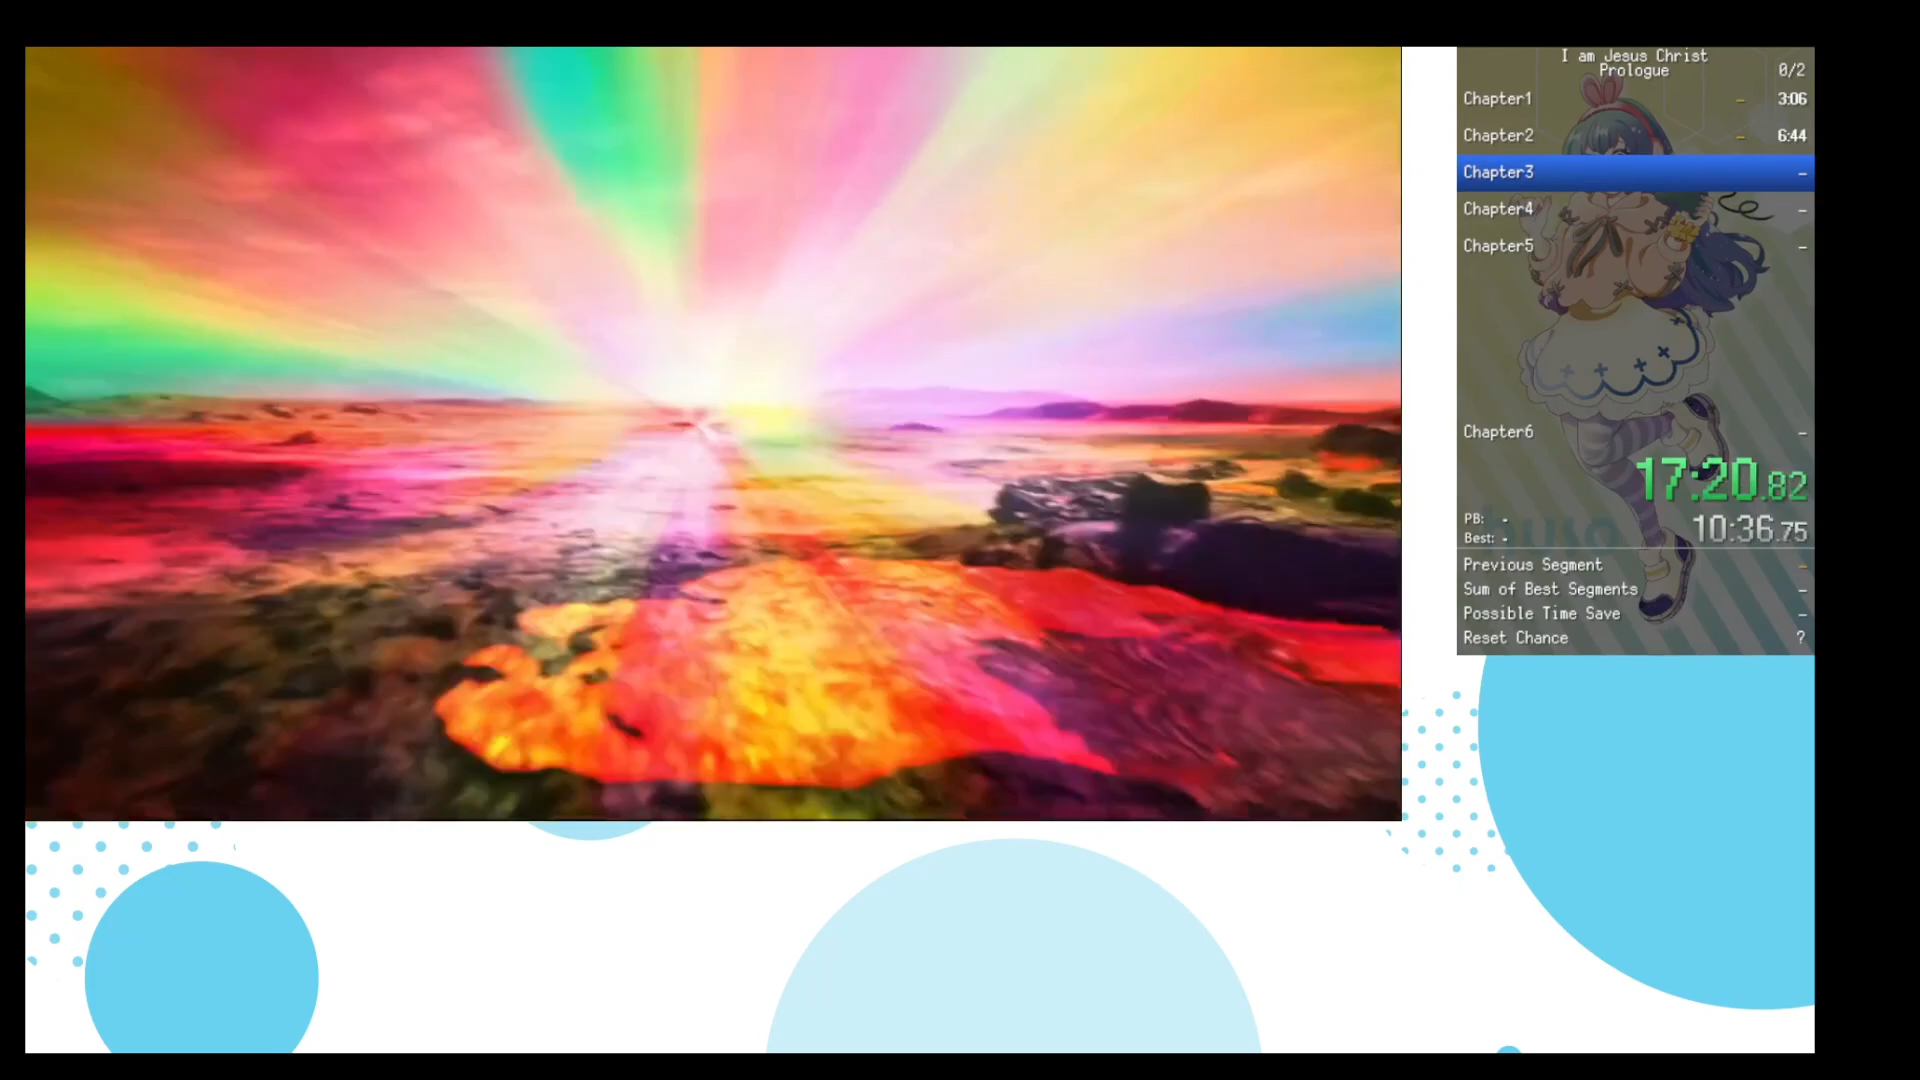 I am Jesus Christ
Prologue 0/2
Chapter1 – 3:06
Chapter2 – 6:44
Chapter3 –
Chapter4 –
Chapter5 –
Chapter6 –
17:20.82
PB: -
10:36.75
Best: -
Previous Segment –
Sum of Best Segments –
Possible Time Save –
Reset Chance ?